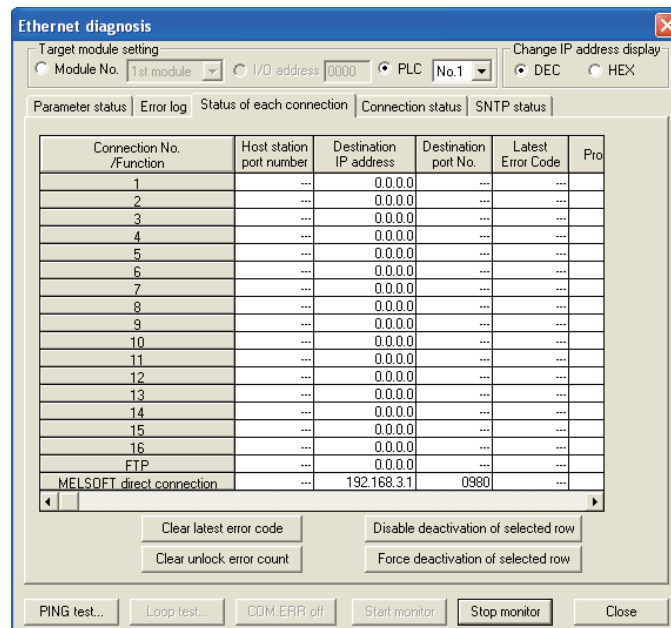 Ethernet diagnosis
Target module setting
Change IP address display
Module No. 1st module I/O address 0000 PLC No.1 DEC HEX
Parameter status Error log Status of each connection Connection status SNTP status
Connection No. Host station Destination Destination Latest Pro
/Function port number IP address port No. Error Code
1 --- 0.0.0.0 --- ---
2 --- 0.0.0.0 --- ---
3 --- 0.0.0.0 --- ---
4 --- 0.0.0.0 --- ---
5 --- 0.0.0.0 --- ---
6 --- 0.0.0.0 --- ---
7 --- 0.0.0.0 --- ---
8 --- 0.0.0.0 --- ---
9 --- 0.0.0.0 --- ---
10 --- 0.0.0.0 --- ---
11 --- 0.0.0.0 --- ---
12 --- 0.0.0.0 --- ---
13 --- 0.0.0.0 --- ---
14 --- 0.0.0.0 --- ---
15 --- 0.0.0.0 --- ---
16 --- 0.0.0.0 --- ---
FTP --- 0.0.0.0 --- ---
MELSOFT direct connection --- 192.168.3.1 0980 ---
Clear latest error code Disable deactivation of selected row
Clear unlock error count Force deactivation of selected row
PING test... Loop test... COM.ERR off Start monitor Stop monitor Close